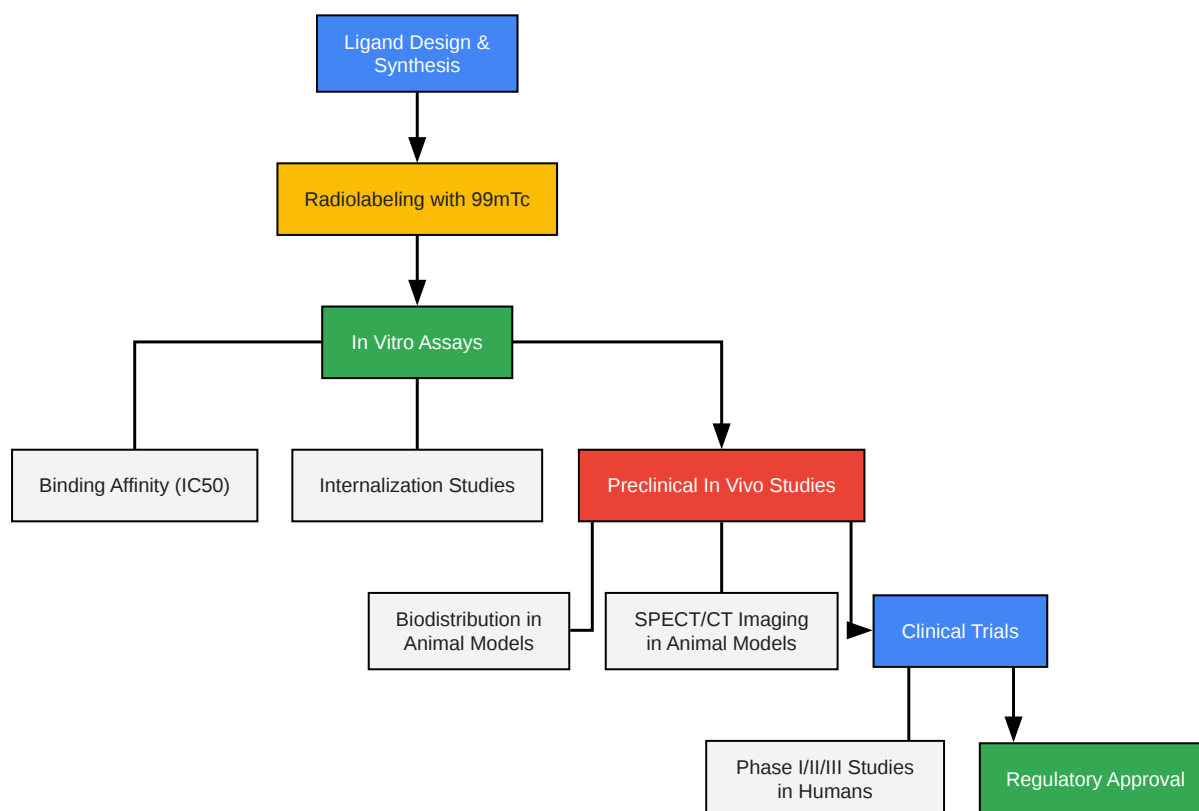 Ligand Design &
Synthesis
Radiolabeling with 99mTc
In Vitro Assays
Binding Affinity (IC50)
Internalization Studies
Preclinical In Vivo Studies
Biodistribution in
Animal Models
SPECT/CT Imaging
in Animal Models
Clinical Trials
Phase I/II/III Studies
in Humans
Regulatory Approval